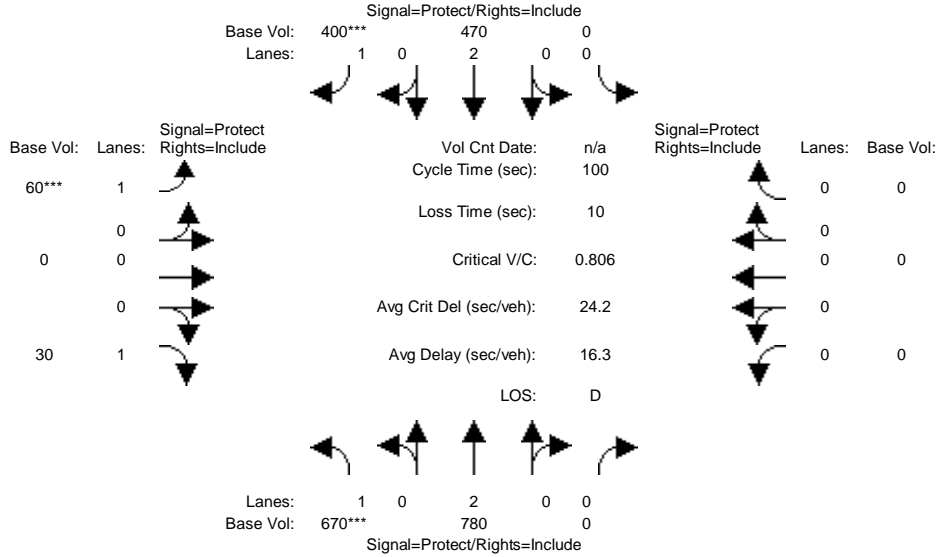 Signal=Protect/Rights=Include
Base Vol: 400*** 470 0
Lanes: 1 0 2 0 0
Signal=Protect Signal=Protect
Base Vol: Lanes: Rights=Include Vol Cnt Date: n/a Rights=Include Lanes: Base Vol:
Cycle Time (sec): 100
60*** 1 0 0
Loss Time (sec): 10
0 0
0 0 Critical V/C: 0.806 0 0
0 Avg Crit Del (sec/veh): 24.2 0
30 1 Avg Delay (sec/veh): 16.3 0 0
LOS: D
Lanes: 1 0 2 0 0
Base Vol: 670*** 780 0
Signal=Protect/Rights=Include